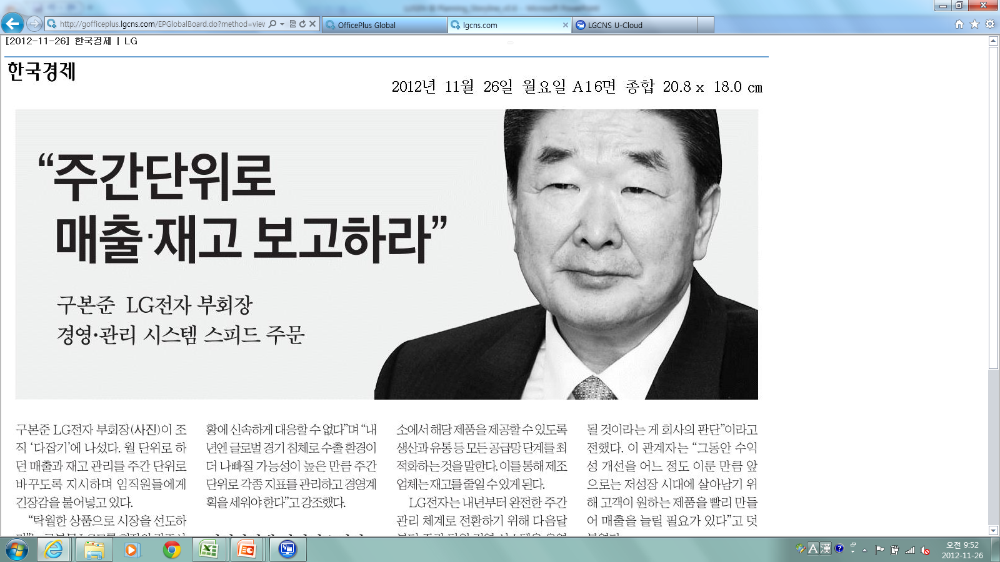 http://gofficeplus.lgcns.com/EPGlobalBoard.do?method=viev
OfficePlus Global
lgcns.com
LGCNS U-Cloud
[2012-11-26] 한국경제 | LG
한국경제
2012년 11월 26일 월요일 A16면 종합 20.8 x 18.0 cm
“주간단위로
매출·재고 보고하라”
구본준 LG전자 부회장
경영·관리 시스템 스피드 주문
구본준 LG전자 부회장(사진)이 조
직 ‘다잡기’에 나섰다. 월 단위로 하
던 매출과 재고 관리를 주간 단위로
바꾸도록 지시하며 임직원들에게
긴장감을 불어넣고 있다.
“탁월한 상품으로 시장을 선도하
황에 신속하게 대응할 수 없다”며 “내
년엔 글로벌 경기 침체로 수출 환경이
더 나빠질 가능성이 높은 만큼 주간
단위로 각종 지표를 관리하고 경영계
획을 세워야 한다”고 강조했다.
소에서 해당 제품을 제공할 수 있도록
생산과 유통 등 모든 공급망 단계를 최
적화하는 것을 말한다. 이를 통해 제조
업체는 재고를 줄일 수 있게 된다.
LG전자는 내년부터 완전한 주간
관리 체계로 전환하기 위해 다음달
될 것이라는 게 회사의 판단”이라고
전했다. 이 관계자는 “그동안 수익
성 개선을 어느 정도 이룬 만큼 앞
으로는 저성장 시대에 살아남기 위
해 고객이 원하는 제품을 빨리 만들
어 매출을 늘릴 필요가 있다”고 덧
A 漢
오전 9:52
2012-11-26